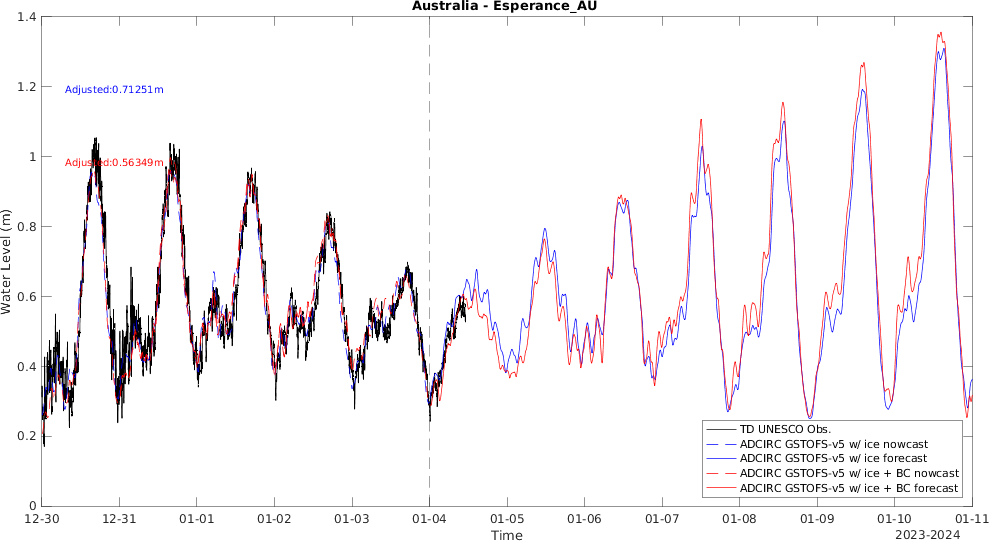 Australia - Esperance_AU
1.4
1.2
1
0.8
0.6
0.4
0.2
0
Water Level (m)
Adjusted:0.71251m
Adjusted:0.56349m
TD UNESCO Obs.
ADCIRC GSTOFS-v5 w/ ice nowcast
ADCIRC GSTOFS-v5 w/ ice forecast
ADCIRC GSTOFS-v5 w/ ice + BC nowcast
ADCIRC GSTOFS-v5 w/ ice + BC forecast
12-30 12-31 01-01 01-02 01-03 01-04 01-05 01-06 01-07 01-08 01-09 01-10 01-11
Time
2023-2024